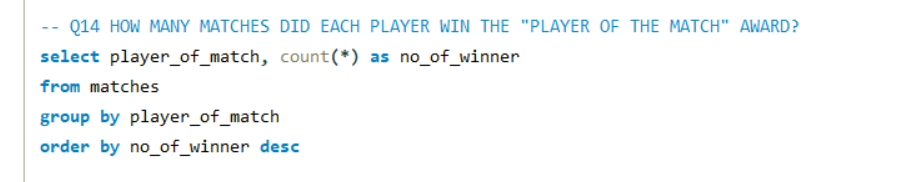 -- Q14 HOW MANY MATCHES DID EACH PLAYER WIN THE "PLAYER OF THE MATCH" AWARD?
select player_of_match, count(*) as no_of_winner
from matches
group by player_of_match
order by no_of_winner desc